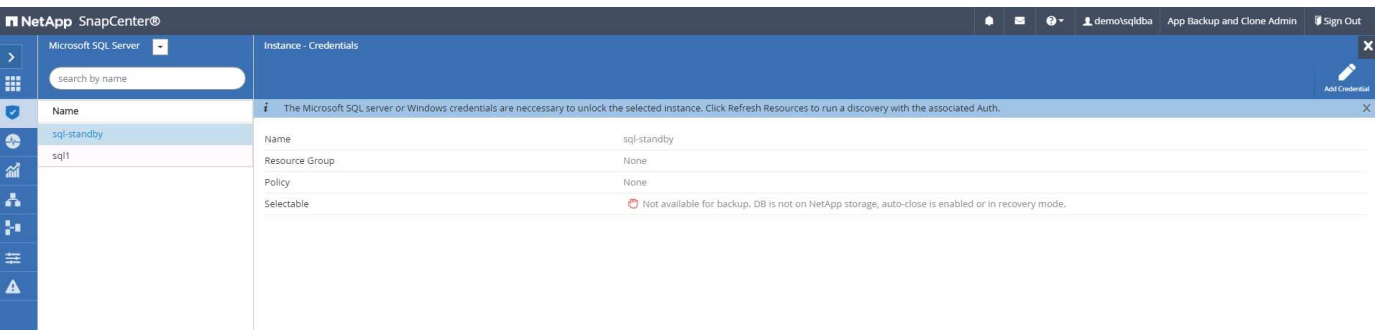 NetApp SnapCenter®
demo\sqldba App Backup and Clone Admin Sign Out
Microsoft SQL Server
Instance - Credentials
search by name
Add Credential
Name
i The Microsoft SQL server or Windows credentials are neccessary to unlock the selected instance. Click Refresh Resources to run a discovery with the associated Auth.
sql-standby
sql1
Name sql-standby
Resource Group None
Policy None
Selectable Not available for backup. DB is not on NetApp storage, auto-close is enabled or in recovery mode.